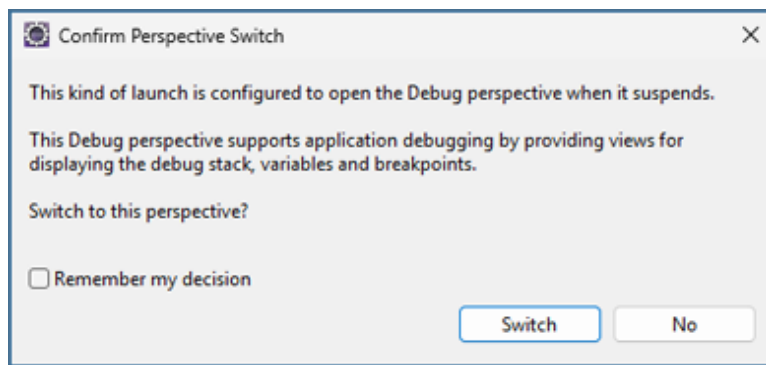 Confirm Perspective Switch
This kind of launch is configured to open the Debug perspective when it suspends.
This Debug perspective supports application debugging by providing views for
displaying the debug stack, variables and breakpoints.
Switch to this perspective?
Remember my decision
Switch No